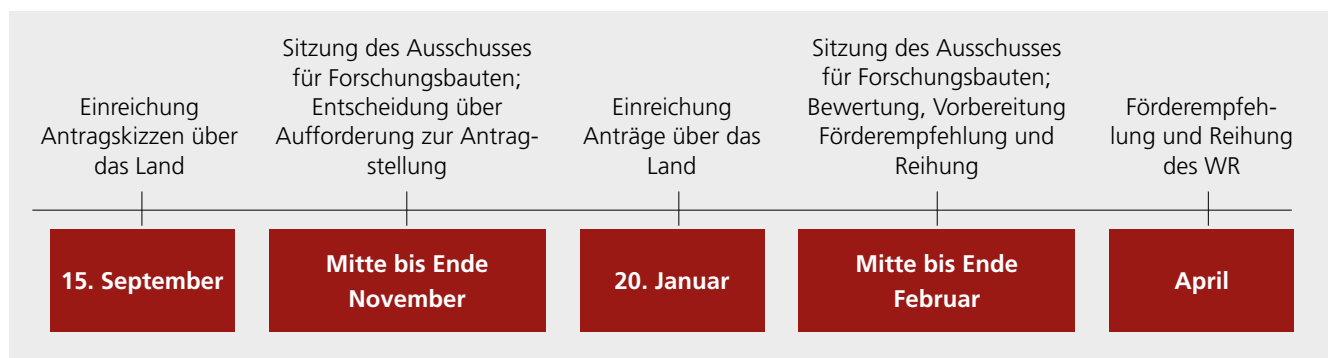 Einreichung
Antragskizzen über
das Land
15. September
Sitzung des Ausschusses
für Forschungsbauten;
Entscheidung über
Aufforderung zur Antrag-
stellung
Mitte bis Ende
November
Einreichung
Anträge über das
Land
20. Januar
Sitzung des Ausschusses
für Forschungsbauten;
Bewertung, Vorbereitung
Förderempfehlung und
Reihung
Mitte bis Ende
Februar
Förderempfeh-
lung und Reihung
des WR
April